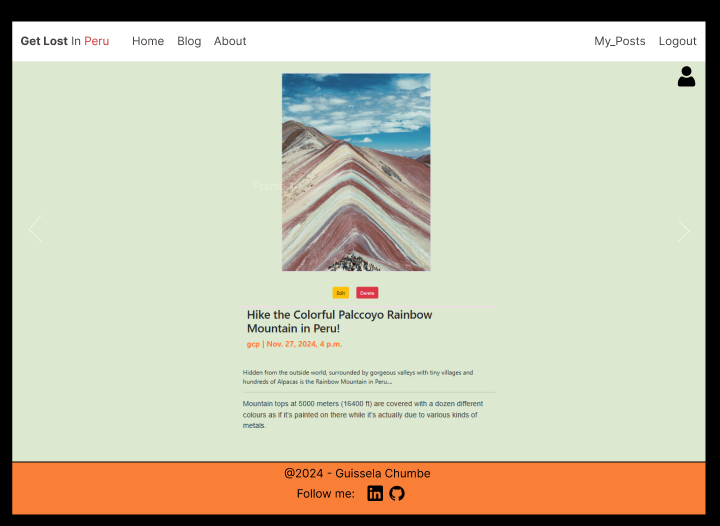 Get Lost In Peru Home Blog About My_Posts Logout
Edit Delete
Hike the Colorful Palccoyo Rainbow
Mountain in Peru!
gcp | Nov. 27, 2024, 4 p.m.
Hidden from the outside world, surrounded by gorgeous valleys with tiny villages and
hundreds of Alpacas is the Rainbow Mountain in Peru...
Mountain tops at 5000 meters (16400 ft) are covered with a dozen different
colours as if it's painted on there while it's actually due to various kinds of
metals.
@2024 - Guissela Chumbe
Follow me: